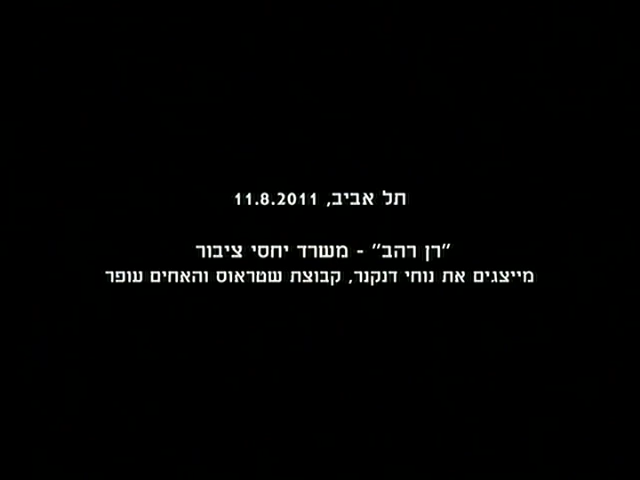 תל אביב, 11.8.2011
"רן רהב" - משרד יחסי ציבור
מייצגים את נוחי דנקנר, קבוצת שטראוס והאחים עופר